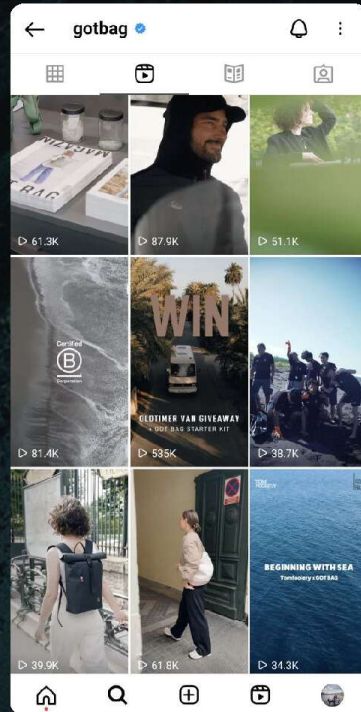 gotbag
MAGAZIN
61.3K
87.9K
51.1K
Certified
B
Corporation
81.4K
WIN
OLDTIMER VAN GIVEAWAY
+ GOT BAG STARTER KIT
535K
38.7K
39.9K
61.8K
BEGINNING WITH SEA
34.3K